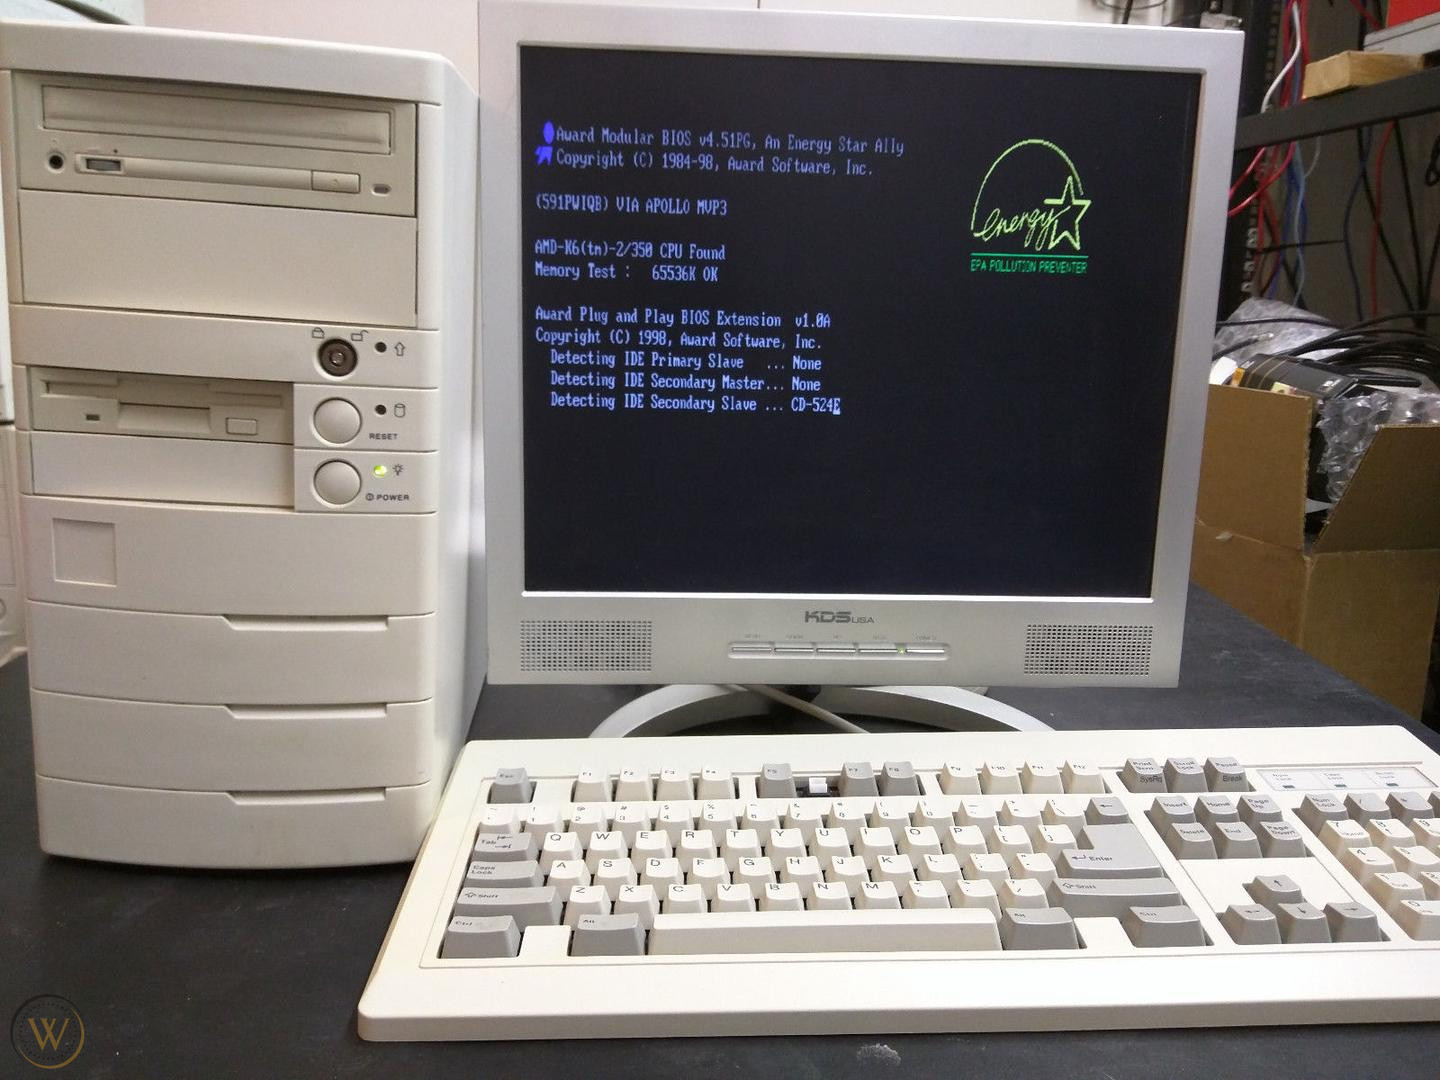 Award Modular BIOS v4.51PG, An Energy Star Ally
Copyright (C) 1984-98, Award Software, Inc.
(591PWIQB) VIA APOLLO MVP3
AMD-K6(tm)-2/350 CPU Found
Memory Test :   65536K OK
Award Plug and Play BIOS Extension  v1.0A
Copyright (C) 1998, Award Software, Inc.
Detecting IDE Primary Slave   ... None
Detecting IDE Secondary Master... None
Detecting IDE Secondary Slave ... CD-524E
energy
EPA POLLUTION PREVENTER
RESET
POWER
KDS USA
Esc F1 F2 F3 F4 F5 F7 F8 F9 F10 F11 F12 Print Scrn SysRq Scroll Lock Pause Break
Insert Home Page Up Num Lock
Tab Q W E R T Y U I O P Delete End Page Down
Caps Lock A S D F G H J K L Enter
Shift Z X C V B N M Shift
Ctrl Alt Alt Ctrl
W